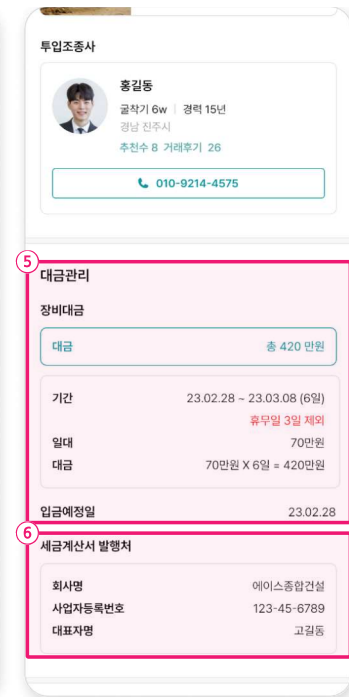 투입조종사
홍길동
굴착기 6w | 경력 15년
경남 진주시
추천수 8 거래후기 26
010-9214-4575
⑤
대금관리
장비대금
대금 총 420 만원
기간 23.02.28 ~ 23.03.08 (6일)
휴무일 3일 제외
일대 70만원
대금 70만원 X 6일 = 420만원
입금예정일 23.02.28
⑥
세금계산서 발행처
회사명 에이스종합건설
사업자등록번호 123-45-6789
대표자명 고길동